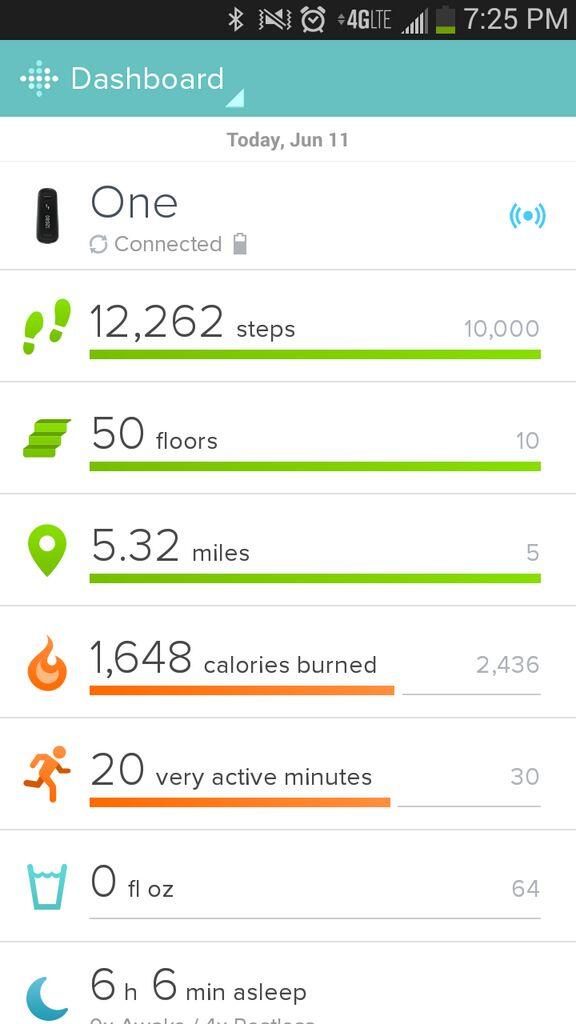 4GLTE 7:25 PM
Dashboard
Today, Jun 11
One
Connected
12,262 steps 10,000
50 floors 10
5.32 miles 5
1,648 calories burned 2,436
20 very active minutes 30
0 fl oz 64
6 h 6 min asleep